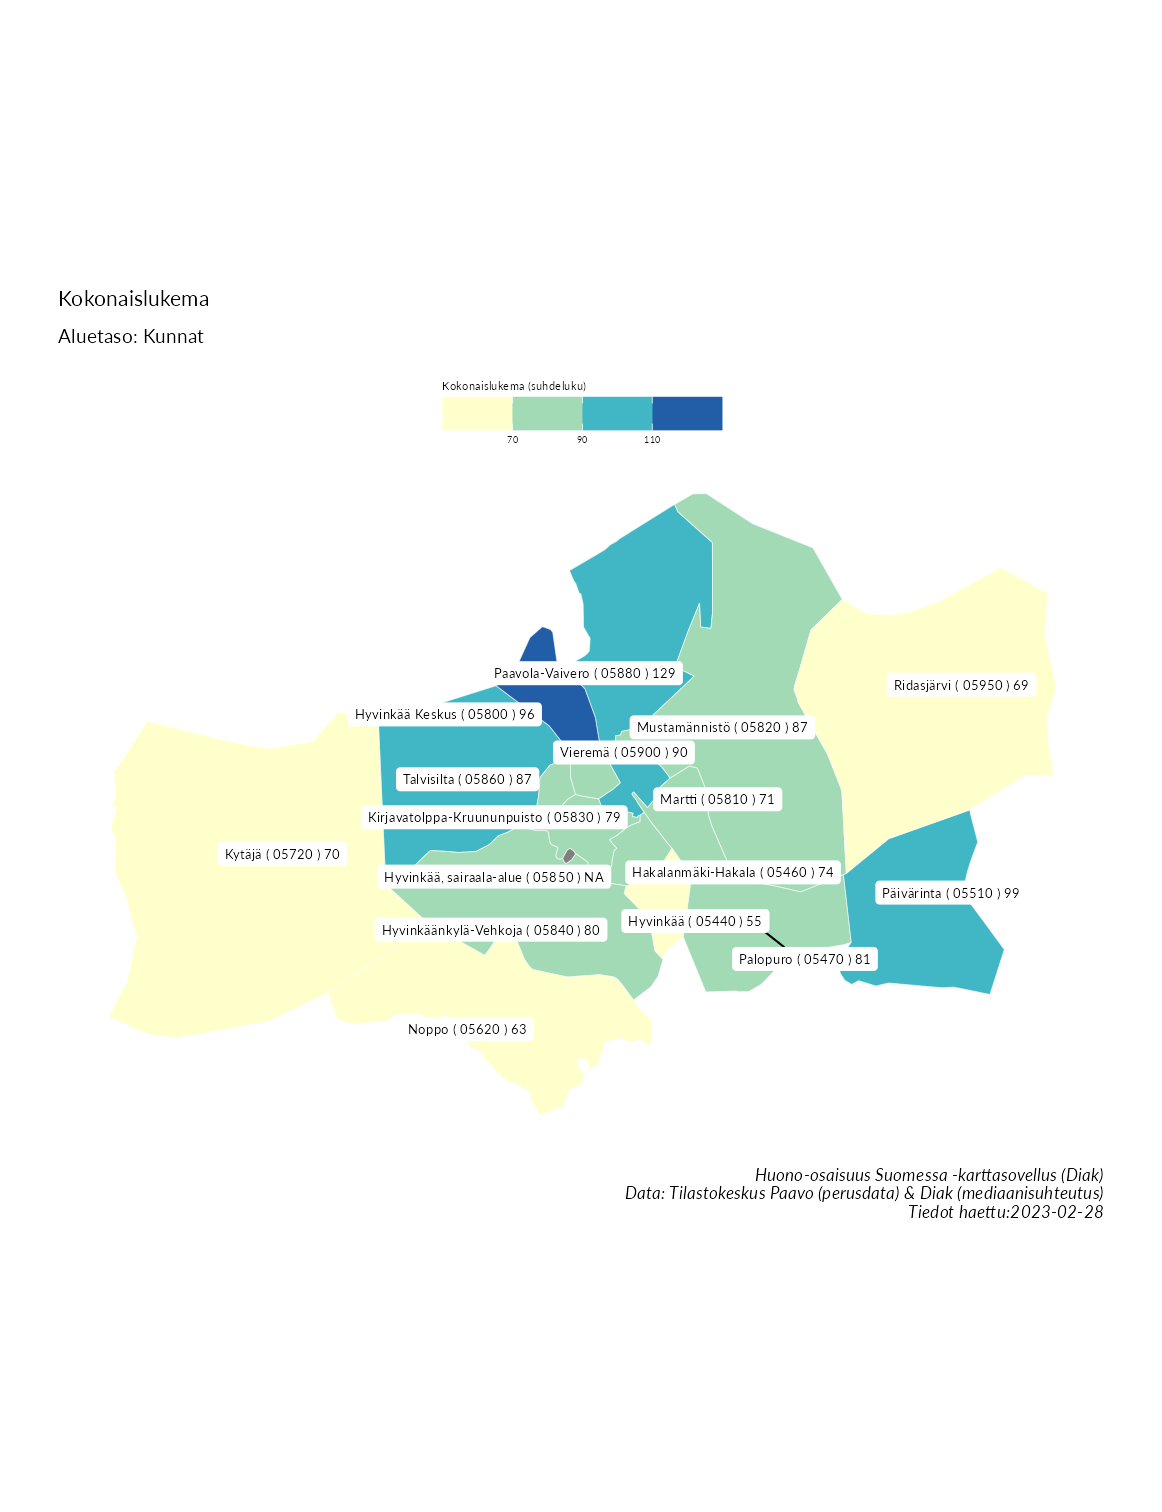 Kokonaislukema
Aluetaso: Kunnat
Kokonaislukema (suhdeluku)
70 90 110
Paavola-Vaivero ( 05880 ) 129
Ridasjärvi ( 05950 ) 69
Hyvinkää Keskus ( 05800 ) 96
Mustamännistö ( 05820 ) 87
Vieremä ( 05900 ) 90
Talvisilta ( 05860 ) 87
Martti ( 05810 ) 71
Kirjavatolppa-Kruununpuisto ( 05830 ) 79
Kytäjä ( 05720 ) 70
Hakalanmäki-Hakala ( 05460 ) 74
Hyvinkää, sairaala-alue ( 05850 ) NA
Päivärinta ( 05510 ) 99
Hyvinkää ( 05440 ) 55
Hyvinkäänkylä-Vehkoja ( 05840 ) 80
Palopuro ( 05470 ) 81
Noppo ( 05620 ) 63
Huono-osaisuus Suomessa -karttasovellus (Diak)
Data: Tilastokeskus Paavo (perusdata) & Diak (mediaanisuhteutus)
Tiedot haettu:2023-02-28